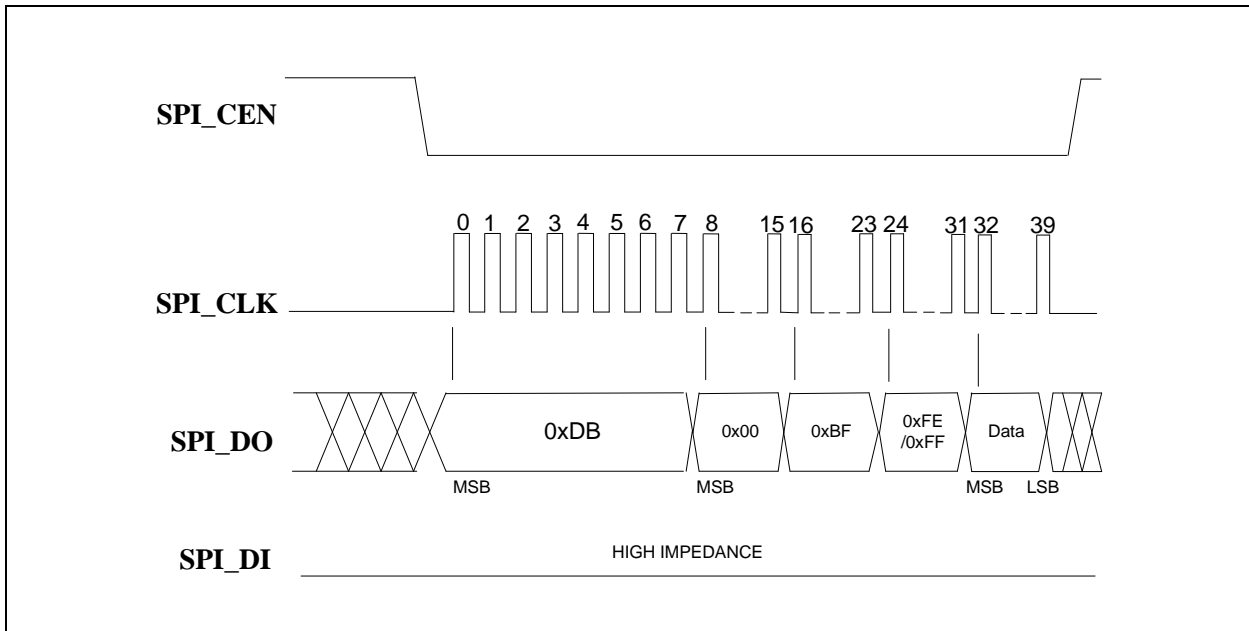 SPI_CEN
0 1 2 3 4 5 6 7 8 15 16 23 24 31 32 39
SPI_CLK
SPI_DO
0xDB
0x00
0xBF
0xFE
/0xFF
Data
MSB MSB MSB LSB
SPI_DI
HIGH IMPEDANCE